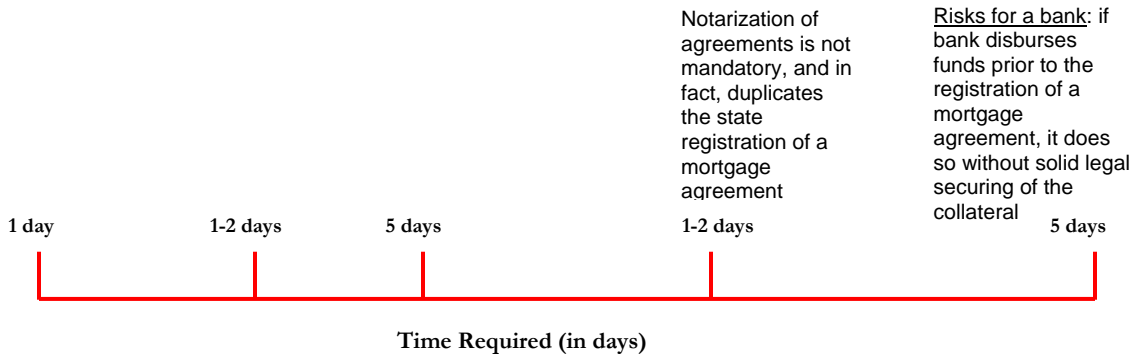 Notarization of
agreements is not
mandatory, and in
fact, duplicates
the state
registration of a
mortgage
agreement
Risks for a bank: if
bank disburses
funds prior to the
registration of a
mortgage
agreement, it does
so without solid legal
securing of the
collateral
1 day
1-2 days
5 days
1-2 days
5 days
Time Required (in days)